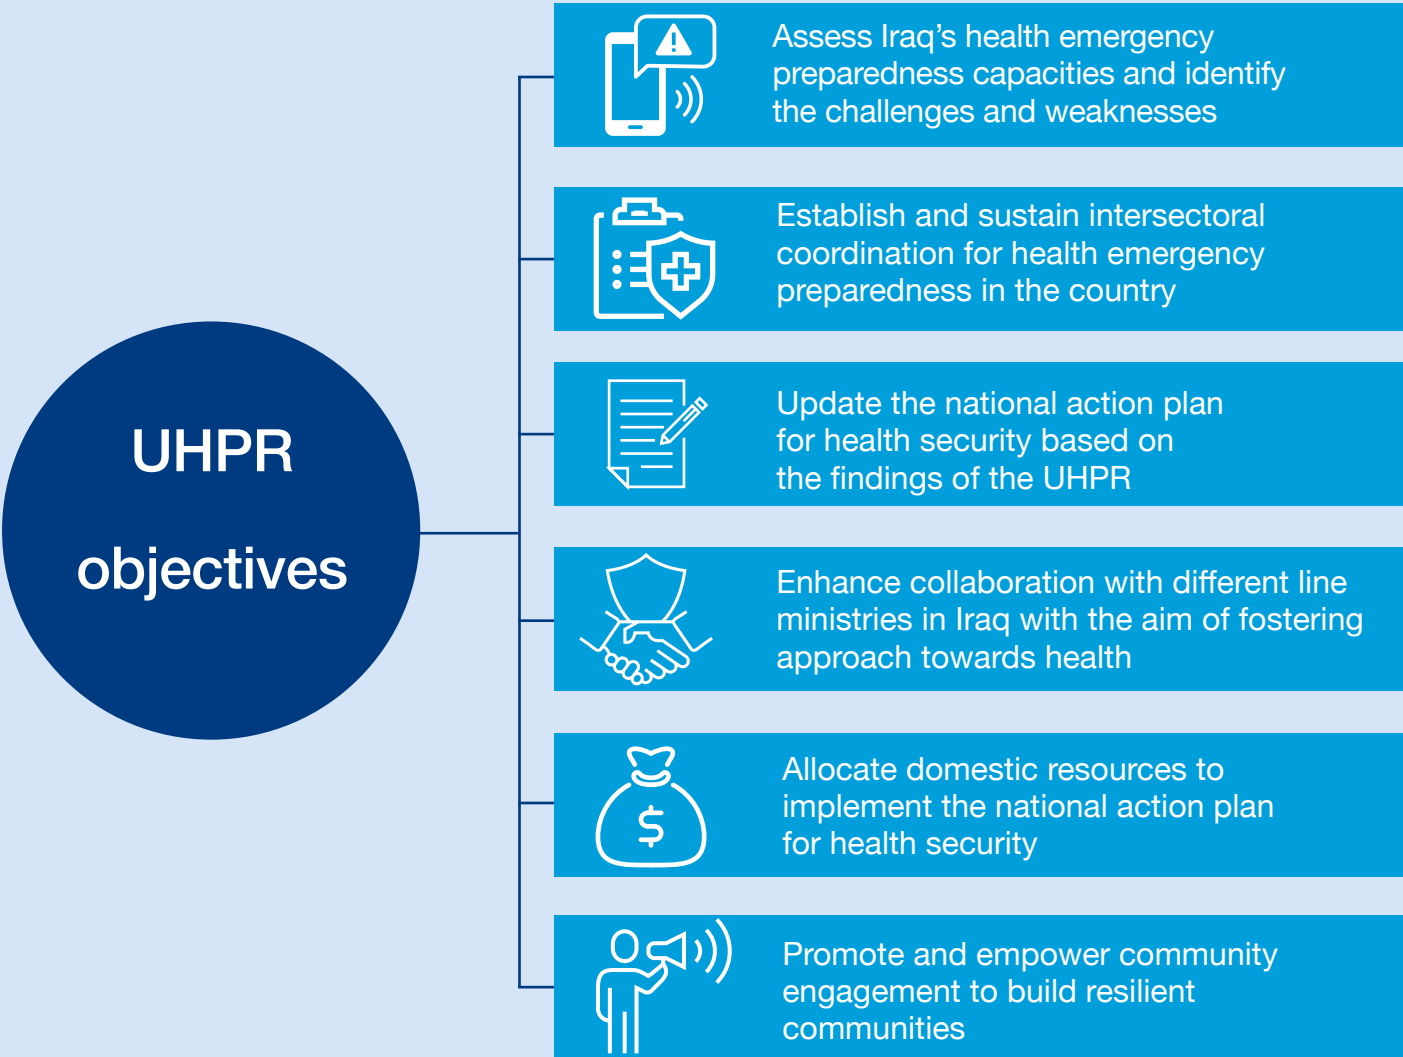 UHPR
objectives
Assess Iraq’s health emergency
preparedness capacities and identify
the challenges and weaknesses
Establish and sustain intersectoral
coordination for health emergency
preparedness in the country
Update the national action plan
for health security based on
the findings of the UHPR
Enhance collaboration with different line
ministries in Iraq with the aim of fostering
approach towards health
Allocate domestic resources to
implement the national action plan
for health security
Promote and empower community
engagement to build resilient
communities